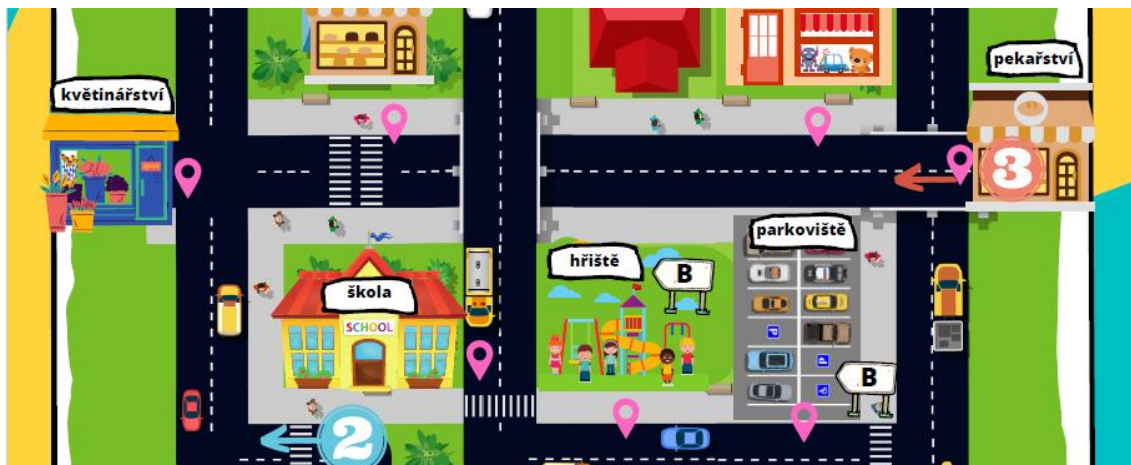 květinářství
pekařství
3
parkoviště
hřiště
B
škola
SCHOOL
B
2